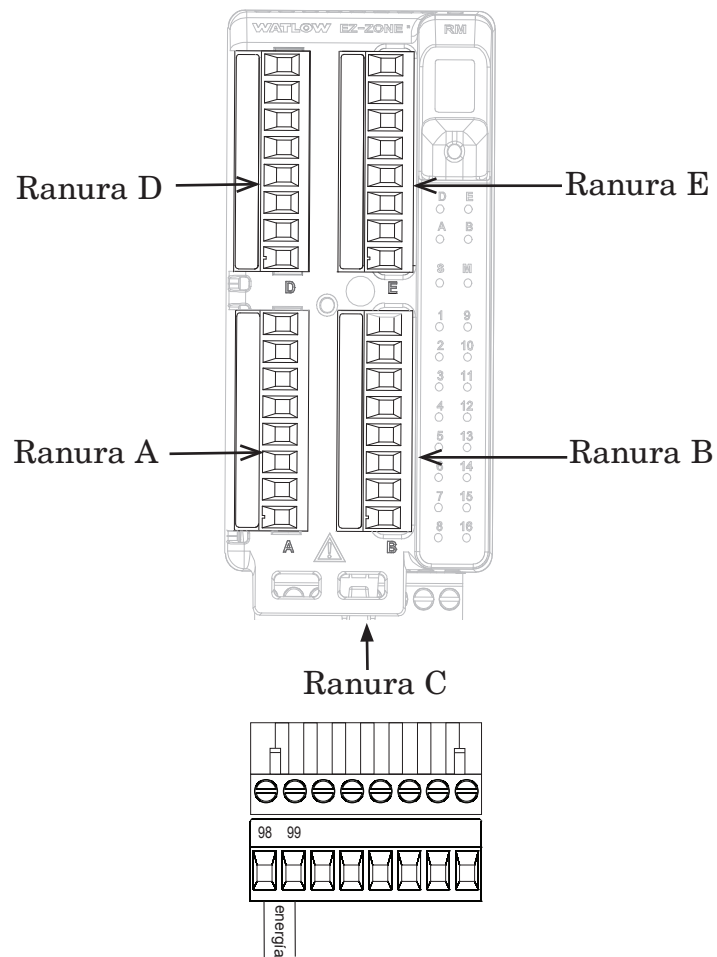 WATLOW EZ-ZONE ® RM
Ranura D
Ranura E
D E
A B
S M
D E
1 9
2 10
3 11
4 12
5 13
6 14
7 15
8 16
Ranura A
Ranura B
A B
Ranura C
98 99
energía